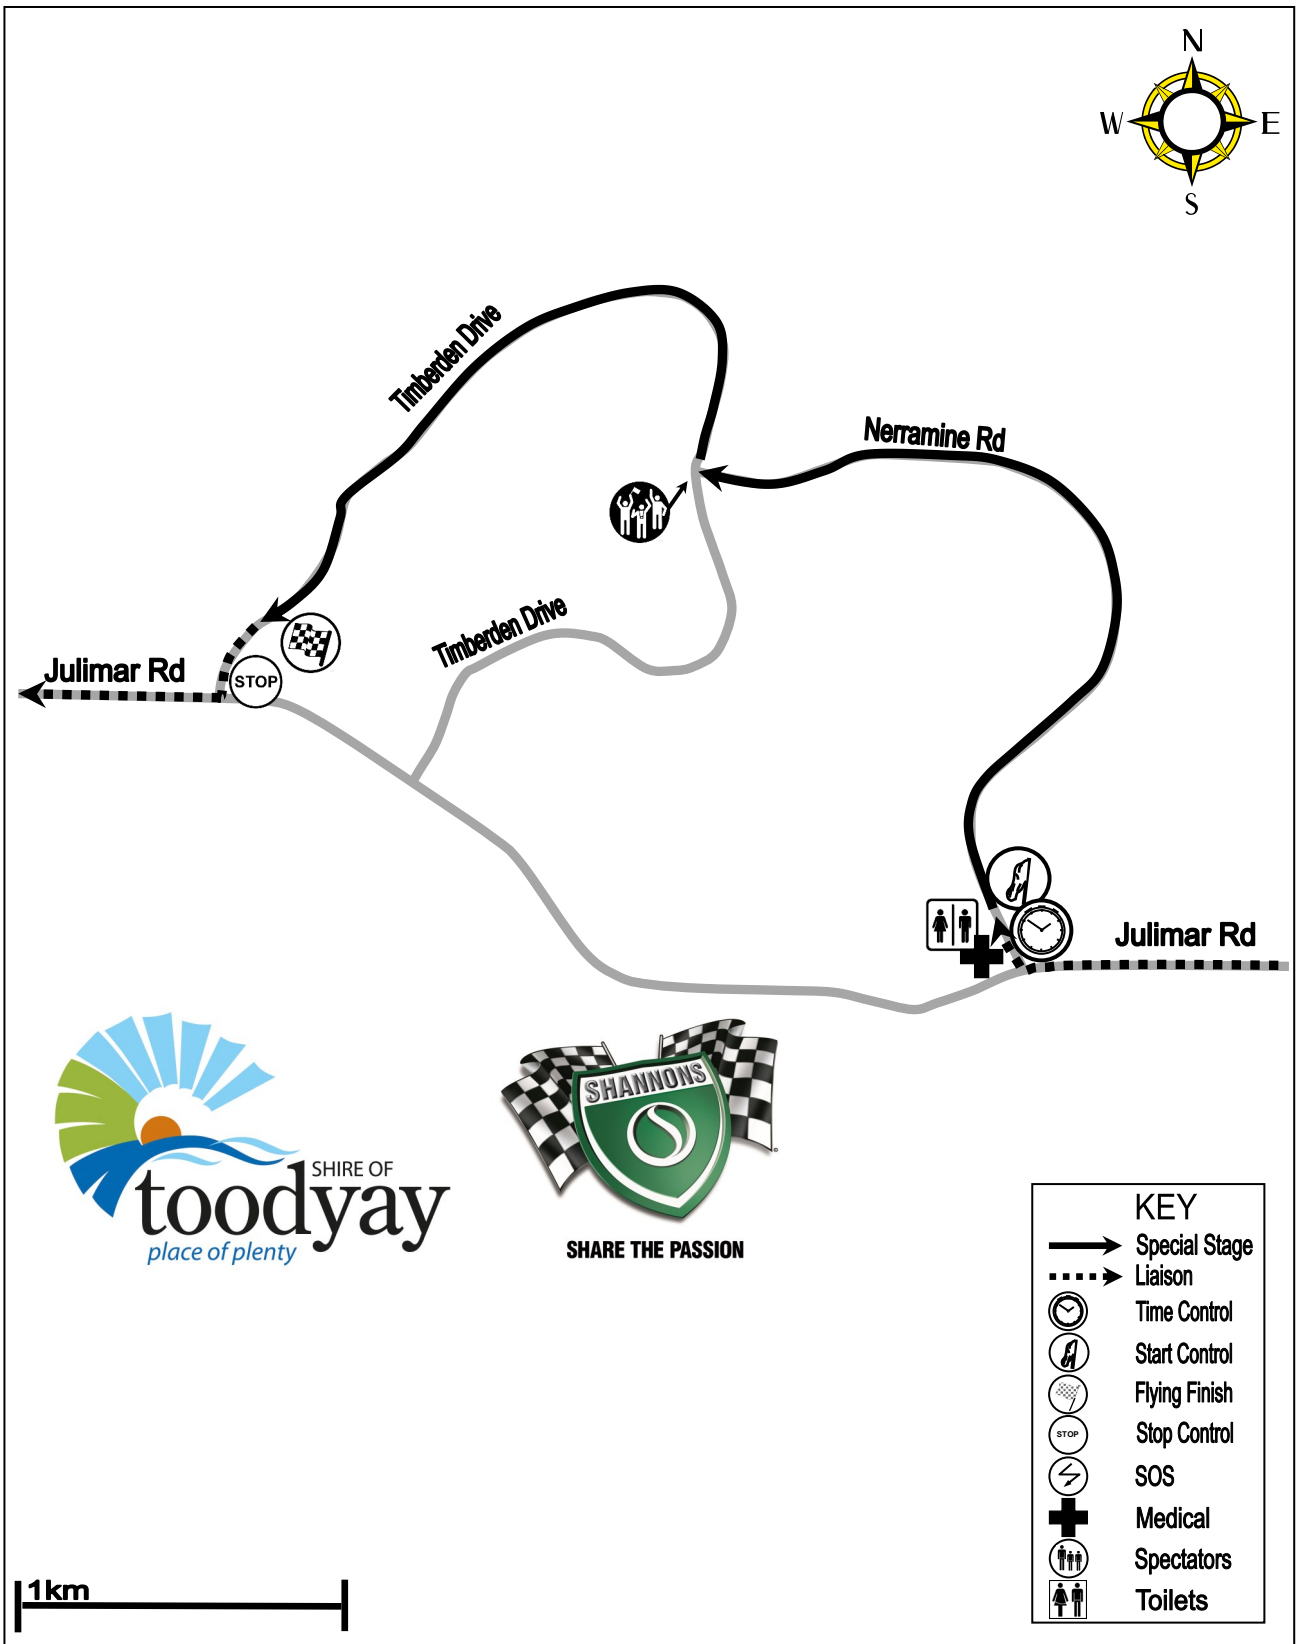 N
W E
S
Timberden Drive
Nerramine Rd
Timberden Drive
Julimar Rd
STOP
Julimar Rd
SHANNONS
SHARE THE PASSION
SHIRE OF
toodyay
place of plenty
KEY
Special Stage
Liaison
Time Control
Start Control
Flying Finish
STOP Stop Control
SOS
Medical
Spectators
Toilets
1km